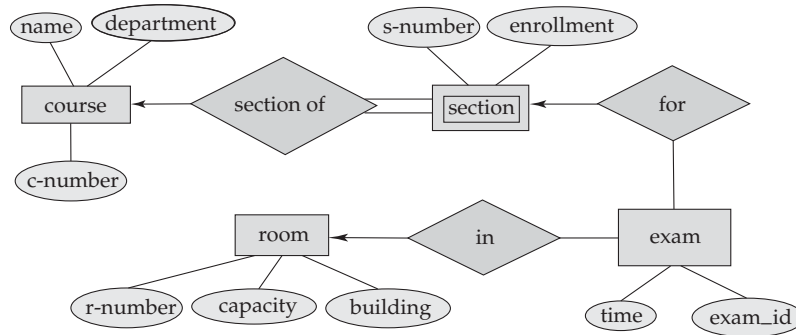 name
department
s-number
enrollment
course
section of
section
for
c-number
room
in
exam
r-number
capacity
building
time
exam_id